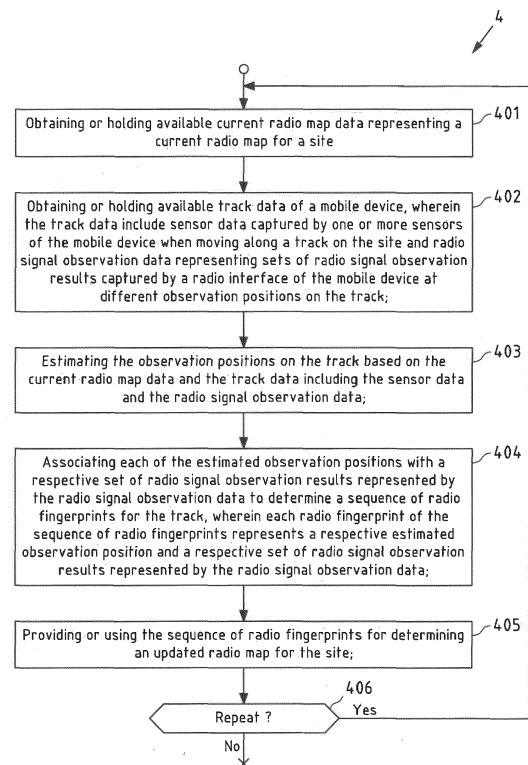 4
401
Obtaining or holding available current radio map data representing a
current radio map for a site
402
Obtaining or holding available track data of a mobile device, wherein
the track data include sensor data captured by one or more sensors
of the mobile device when moving along a track on the site and radio
signal observation data representing sets of radio signal observation
results captured by a radio interface of the mobile device at
different observation positions on the track;
403
Estimating the observation positions on the track based on the
current radio map data and the track data including the sensor data
and the radio signal observation data;
404
Associating each of the estimated observation positions with a
respective set of radio signal observation results represented by
the radio signal observation data to determine a sequence of radio
fingerprints for the track, wherein each radio fingerprint of the
sequence of radio fingerprints represents a respective estimated
observation position and a respective set of radio signal observation
results represented by the radio signal observation data;
405
Providing or using the sequence of radio fingerprints for determining
an updated radio map for the site;
406
Repeat ?
Yes
No